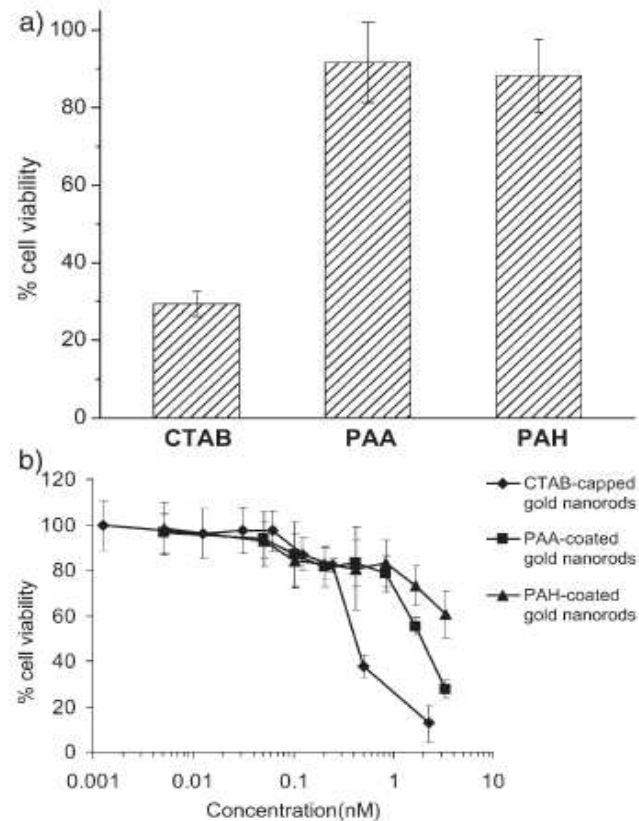 a)
100
80
60
40
20
0
% cell viability
CTAB PAA PAH
b)
120
100
80
60
40
20
0
% cell viability
0.001 0.01 0.1 1 10
Concentration(nM)
CTAB-capped
gold nanorods
PAA-coated
gold nanorods
PAH-coated
gold nanorods